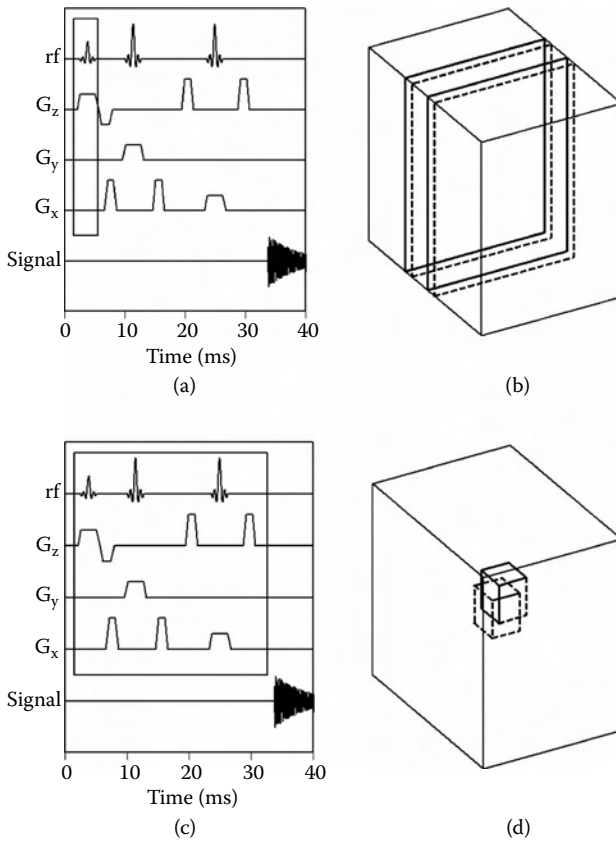 rf
Gz
Gy
Gx
Signal
0 10 20 30 40
Time (ms)
(a)
(b)
rf
Gz
Gy
Gx
Signal
0 10 20 30 40
Time (ms)
(c)
(d)